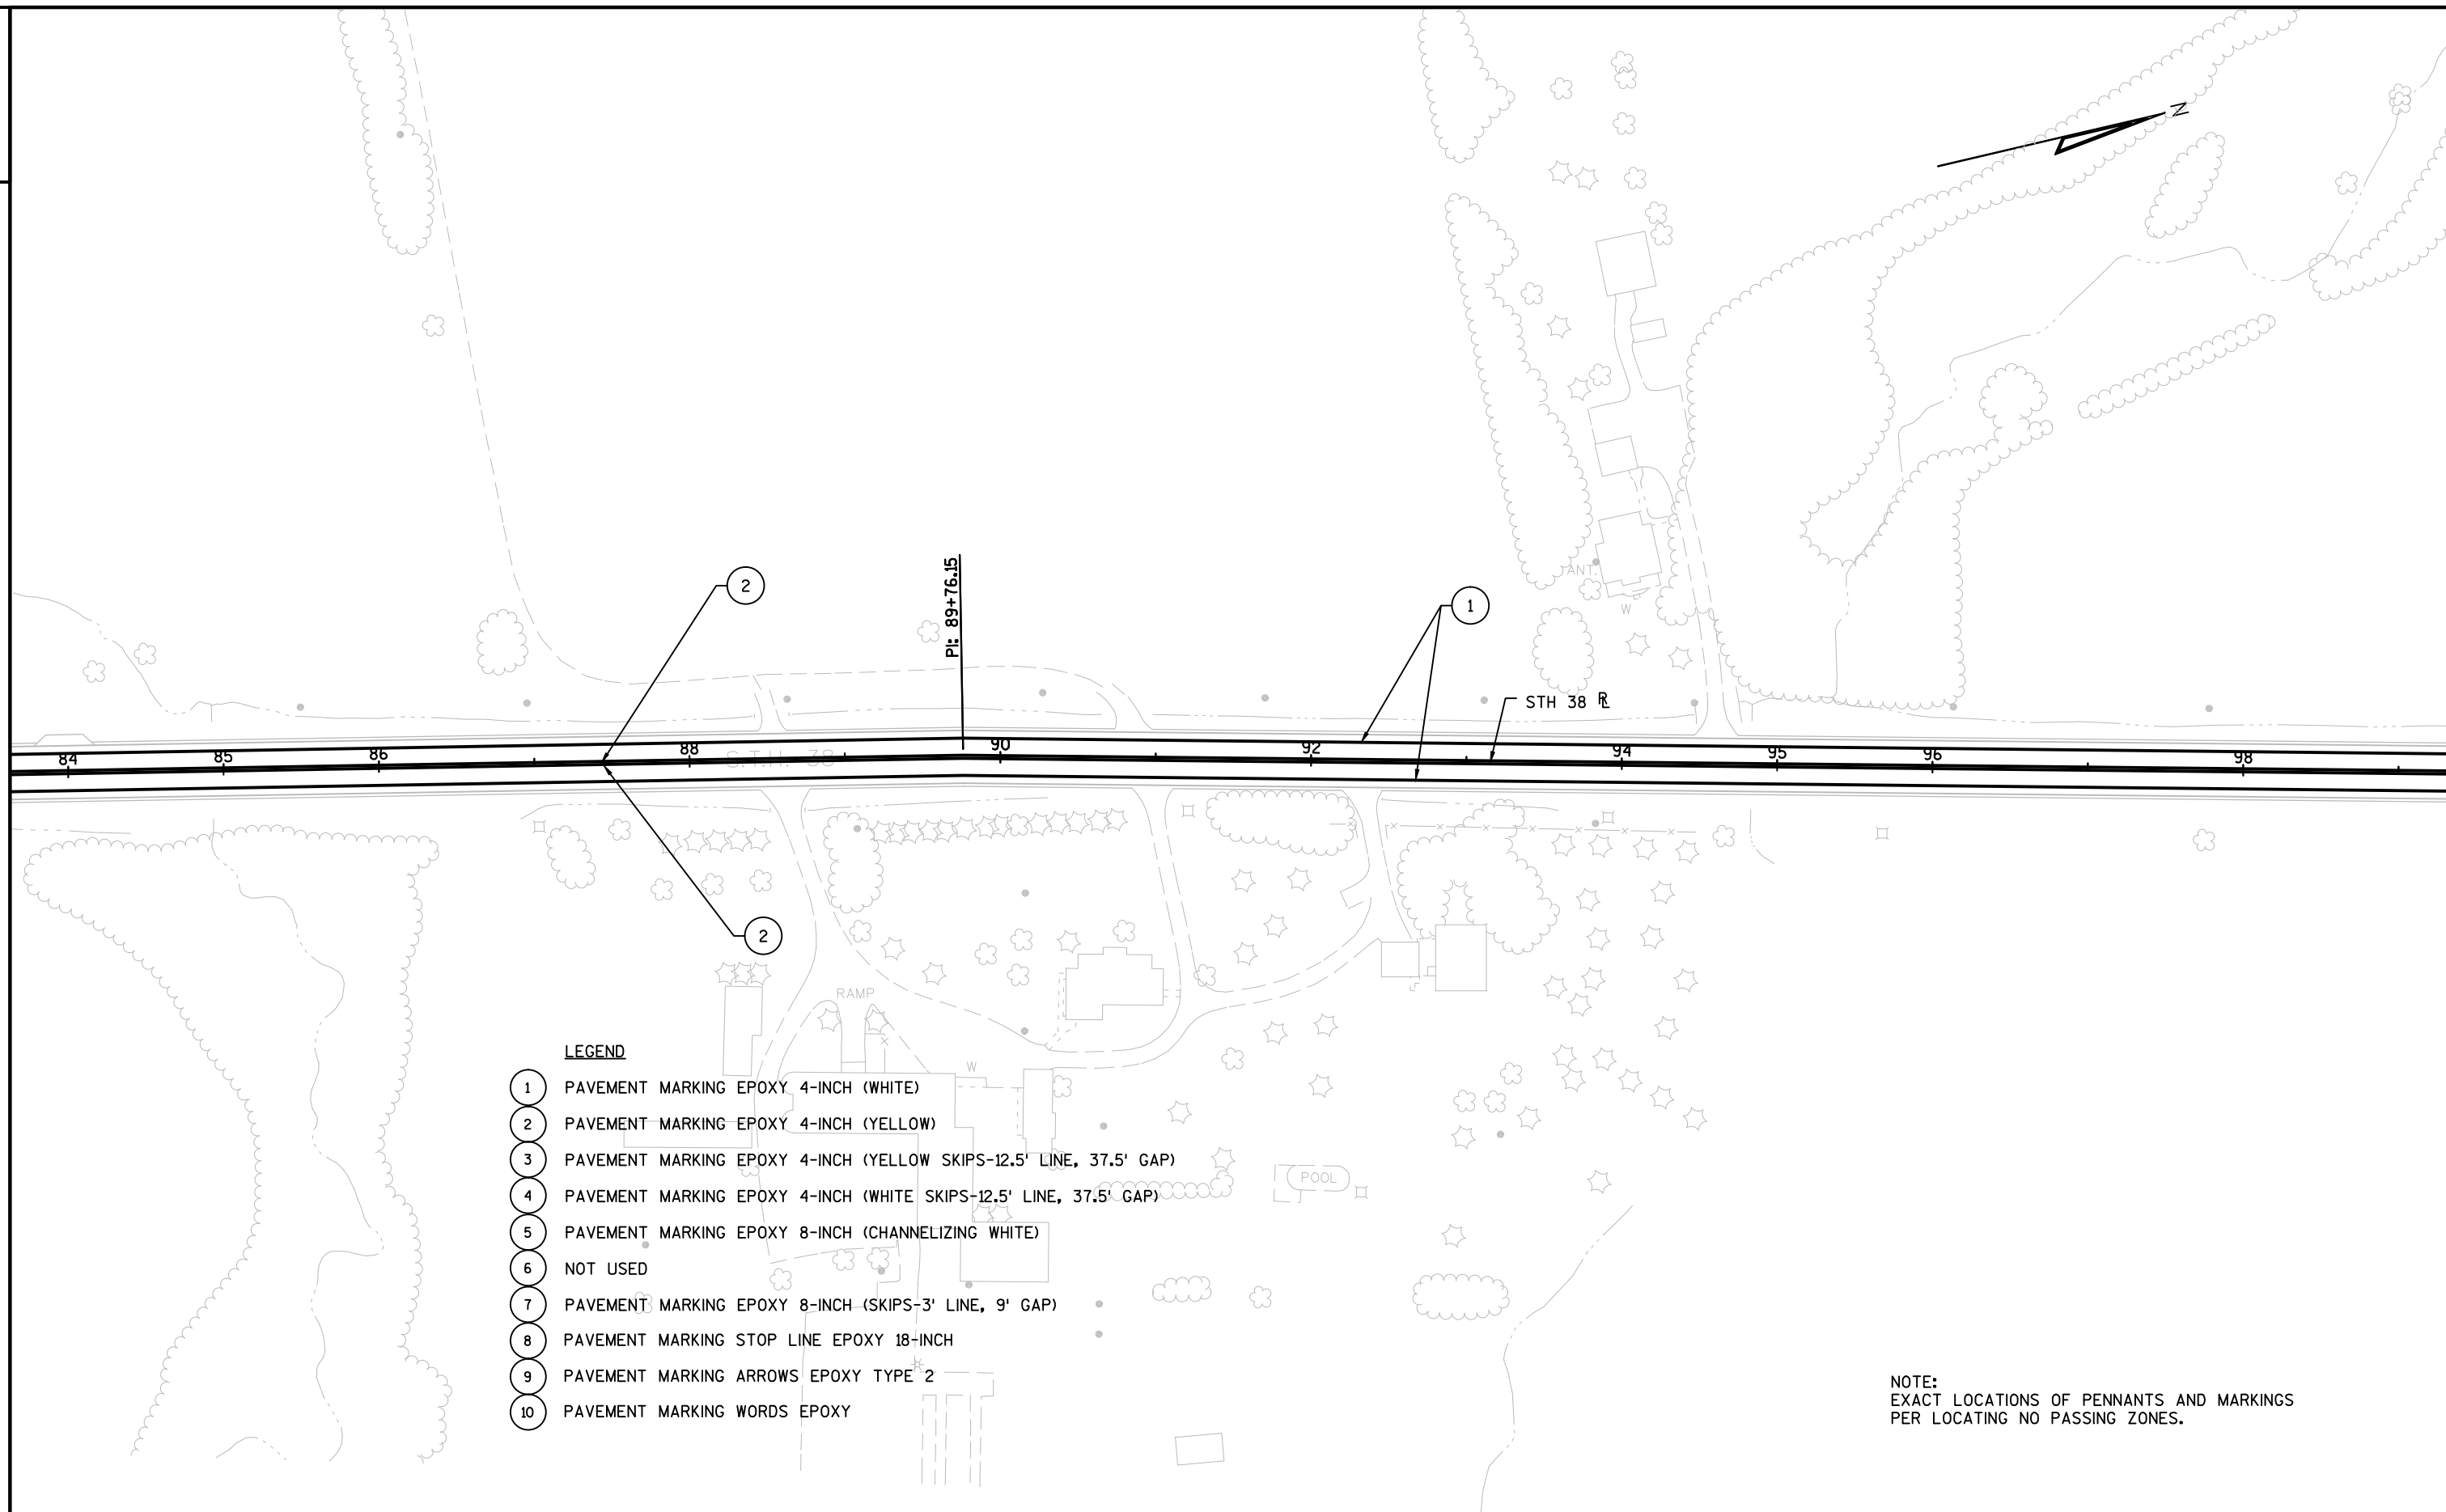 N
PI: 89+76.15
2
1
ANT.
W
STH 38 R/L
84
85
86
88
S.T.H. 38
90
92
94
95
96
98
2
RAMP
W
POOL
LEGEND
1 PAVEMENT MARKING EPOXY 4-INCH (WHITE)
2 PAVEMENT MARKING EPOXY 4-INCH (YELLOW)
3 PAVEMENT MARKING EPOXY 4-INCH (YELLOW SKIPS-12.5' LINE, 37.5' GAP)
4 PAVEMENT MARKING EPOXY 4-INCH (WHITE SKIPS-12.5' LINE, 37.5' GAP)
5 PAVEMENT MARKING EPOXY 8-INCH (CHANNELIZING WHITE)
6 NOT USED
7 PAVEMENT MARKING EPOXY 8-INCH (SKIPS-3' LINE, 9' GAP)
8 PAVEMENT MARKING STOP LINE EPOXY 18-INCH
9 PAVEMENT MARKING ARROWS EPOXY TYPE 2
10 PAVEMENT MARKING WORDS EPOXY
NOTE:
EXACT LOCATIONS OF PENNANTS AND MARKINGS
PER LOCATING NO PASSING ZONES.